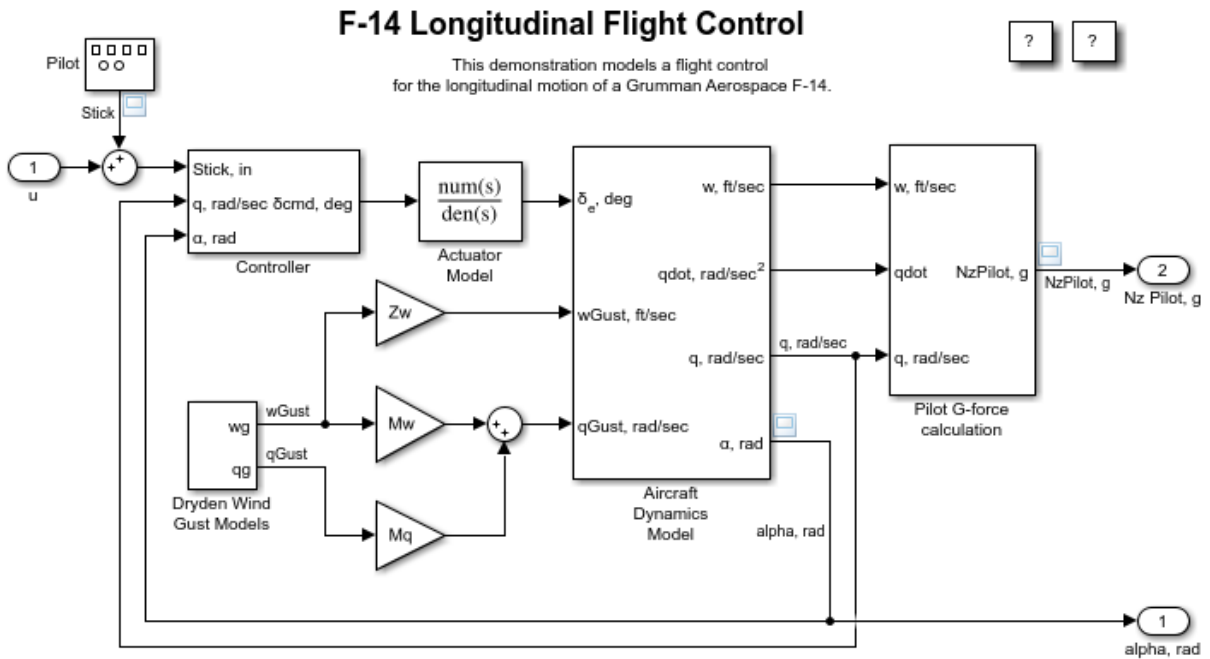 F-14 Longitudinal Flight Control
? ?
This demonstration models a flight control
for the longitudinal motion of a Grumman Aerospace F-14.
Pilot
Stick
1
u
Stick, in
q, rad/sec δcmd, deg
α, rad
Controller
num(s)
den(s)
Actuator
Model
Zw
wg
qg
wGust
qGust
Dryden Wind
Gust Models
Mw
Mq
δe, deg
wGust, ft/sec
qGust, rad/sec
w, ft/sec
qdot, rad/sec²
q, rad/sec
α, rad
Aircraft
Dynamics
Model
q, rad/sec
alpha, rad
w, ft/sec
qdot
q, rad/sec
NzPilot, g
Pilot G-force
calculation
NzPilot, g
2
Nz Pilot, g
1
alpha, rad